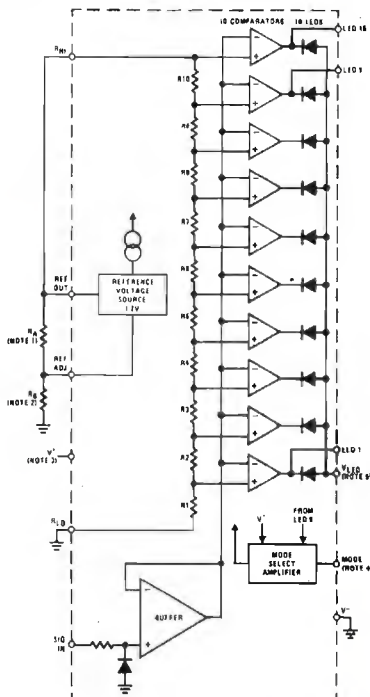 10 COMPARATORS
10 LEDS
LED 10
RHI
R10
LED 9
R9
R8
R7
REF OUT
REFERENCE VOLTAGE SOURCE 1 2V
R6
RA (NOTE 1)
R5
REF ADJ
R4
RB (NOTE 2)
R3
LED 1
V+ (NOTE 3)
R2
VLED (NOTE 5)
R1
FROM LED 9
RLO
V+
MODE SELECT AMPLIFIER
MODE (NOTE 4)
BUFFER
V−
SIG IN